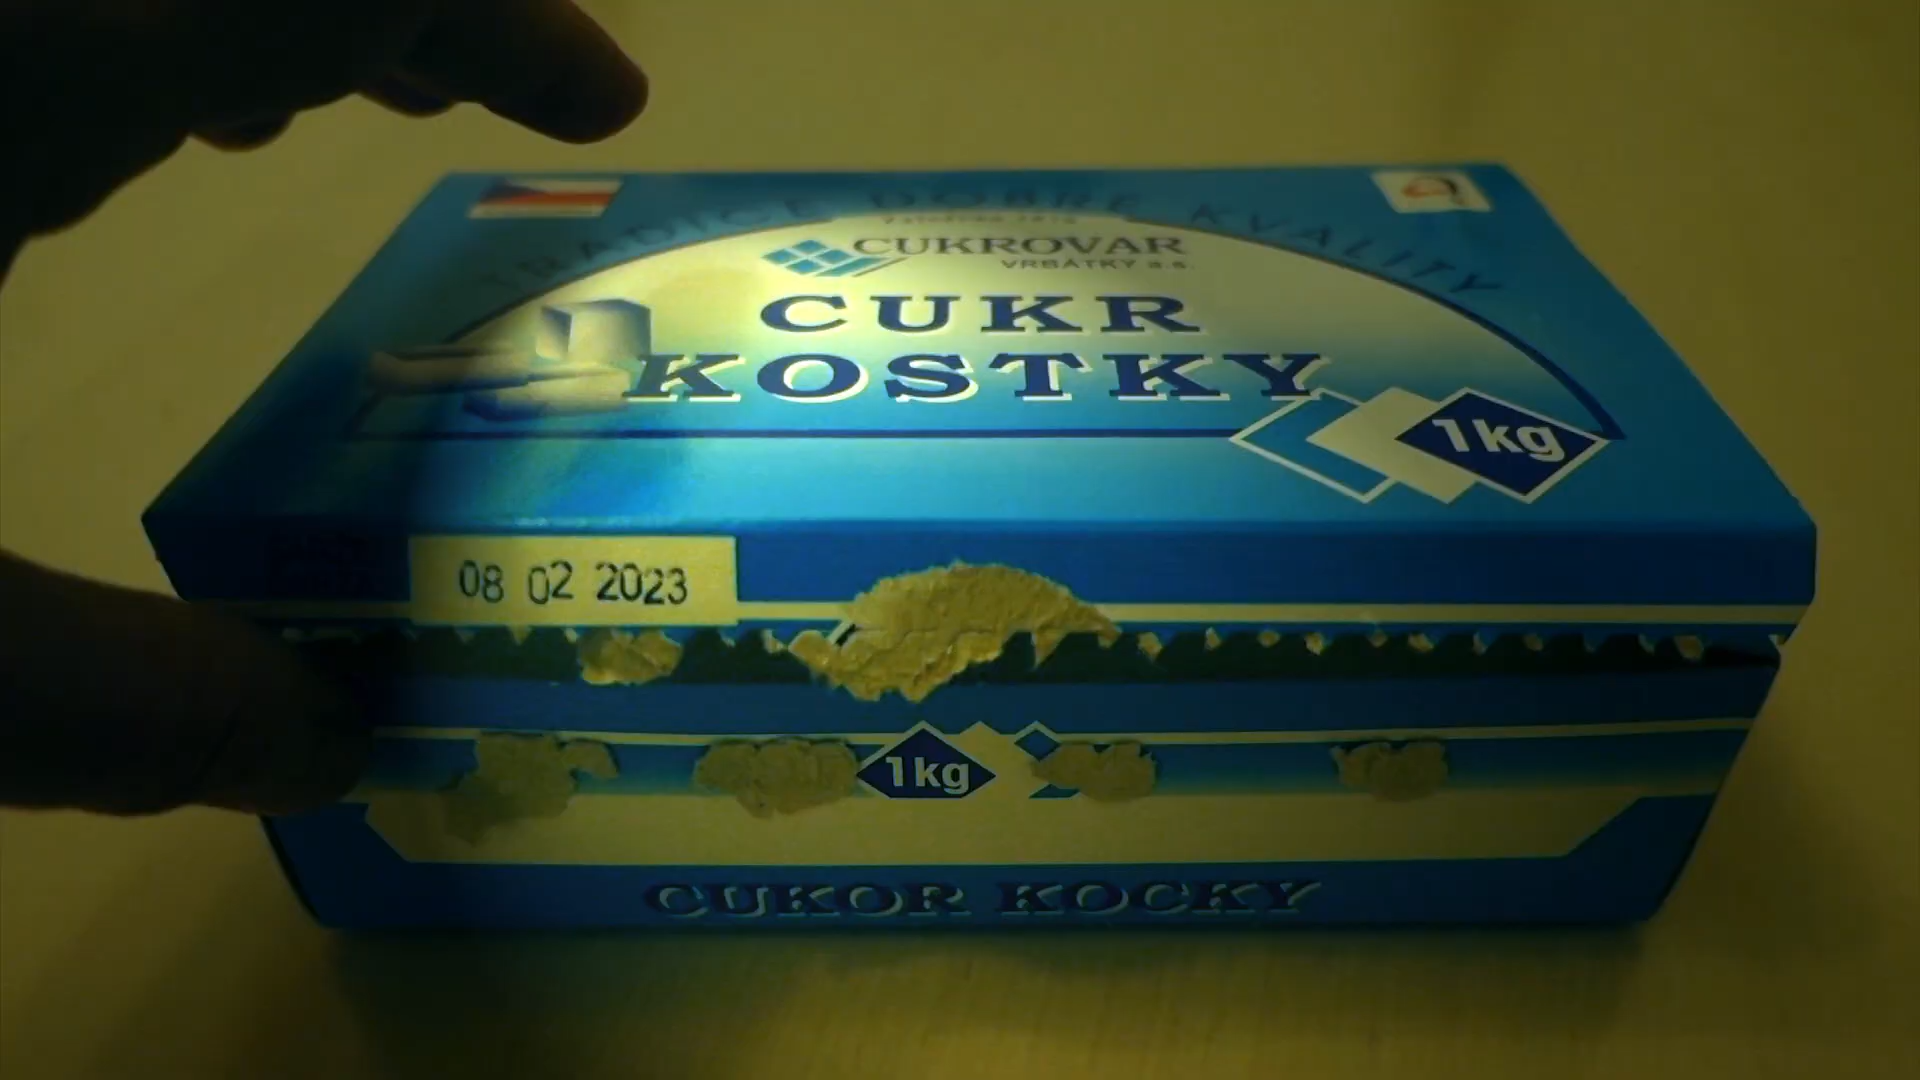 TRADICE DOBRÉ KVALITY
CUKROVAR
VRBÁTKY a.s.
CUKR
KOSTKY
1kg
08 02 2023
1kg
CUKOR KOCKY